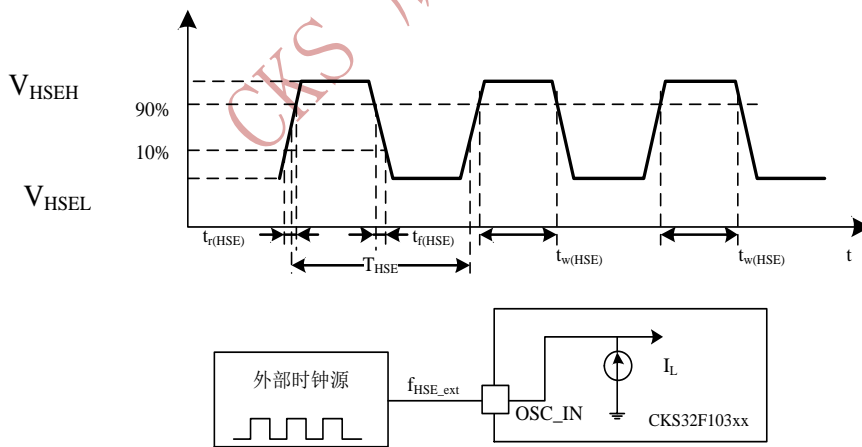 CKS
V_HSEH
90%
10%
V_HSEL
t_r(HSE)
t_f(HSE)
t_w(HSE)
t_w(HSE)
t
T_HSE
外部时钟源
f_HSE_ext
OSC_IN
I_L
CKS32F103xx